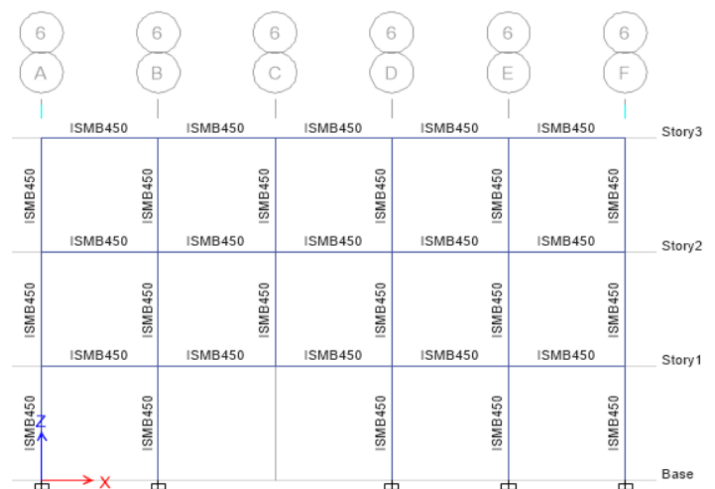 6 6 6 6 6 6
A B C D E F
ISMB450 ISMB450 ISMB450 ISMB450 ISMB450
Story3
ISMB450 ISMB450 ISMB450 ISMB450 ISMB450 ISMB450
ISMB450 ISMB450 ISMB450 ISMB450 ISMB450
Story2
ISMB450 ISMB450 ISMB450 ISMB450 ISMB450 ISMB450
ISMB450 ISMB450 ISMB450 ISMB450 ISMB450
Story1
ISMB450 ISMB450 ISMB450 ISMB450 ISMB450
Z
Base
X